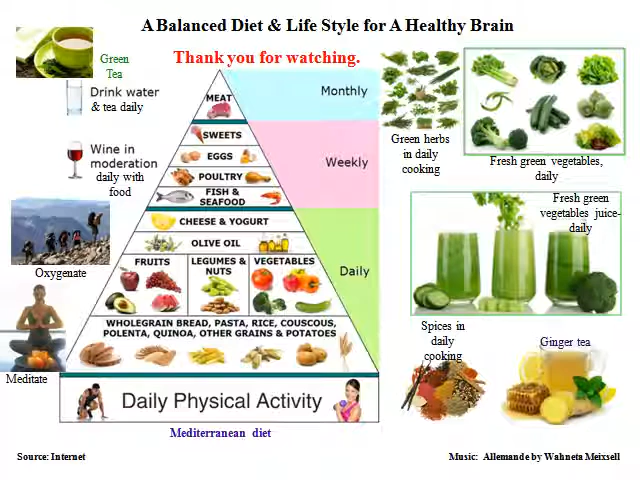 A Balanced Diet & Life Style for A Healthy Brain
Thank you for watching.
Green
Tea
Drink water
& tea daily
Wine in
moderation
daily with
food
Oxygenate
Meditate
MEAT
SWEETS
EGGS
POULTRY
FISH &
SEAFOOD
CHEESE & YOGURT
OLIVE OIL
FRUITS
LEGUMES &
NUTS
VEGETABLES
WHOLEGRAIN BREAD, PASTA, RICE, COUSCOUS,
POLENTA, QUINOA, OTHER GRAINS & POTATOES
Daily Physical Activity
Mediterranean diet
Monthly
Weekly
Daily
Green herbs
in daily
cooking
Fresh green vegetables,
daily
Fresh green
vegetables juice-
daily
Spices in
daily
cooking
Ginger tea
Source: Internet
Music: Allemande by Wahneta Meixsell